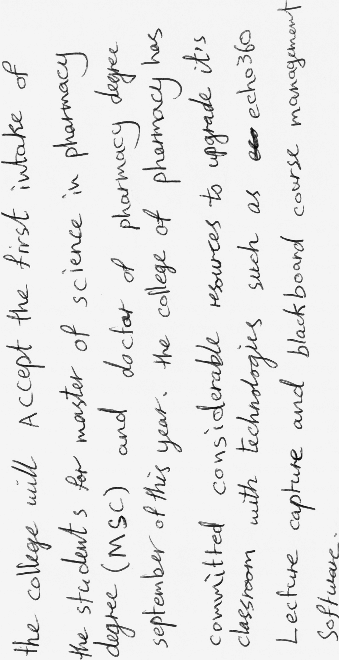 the college will Accept the first intake of
the students for master of science in pharmacy
degree (MSC) and doctor of pharmacy degree
september of this year. the college of pharmacy has
committed considerable resources to upgrade it's
classroom with technologies such as echo360
Lecture capture and blackboard course management
Software.